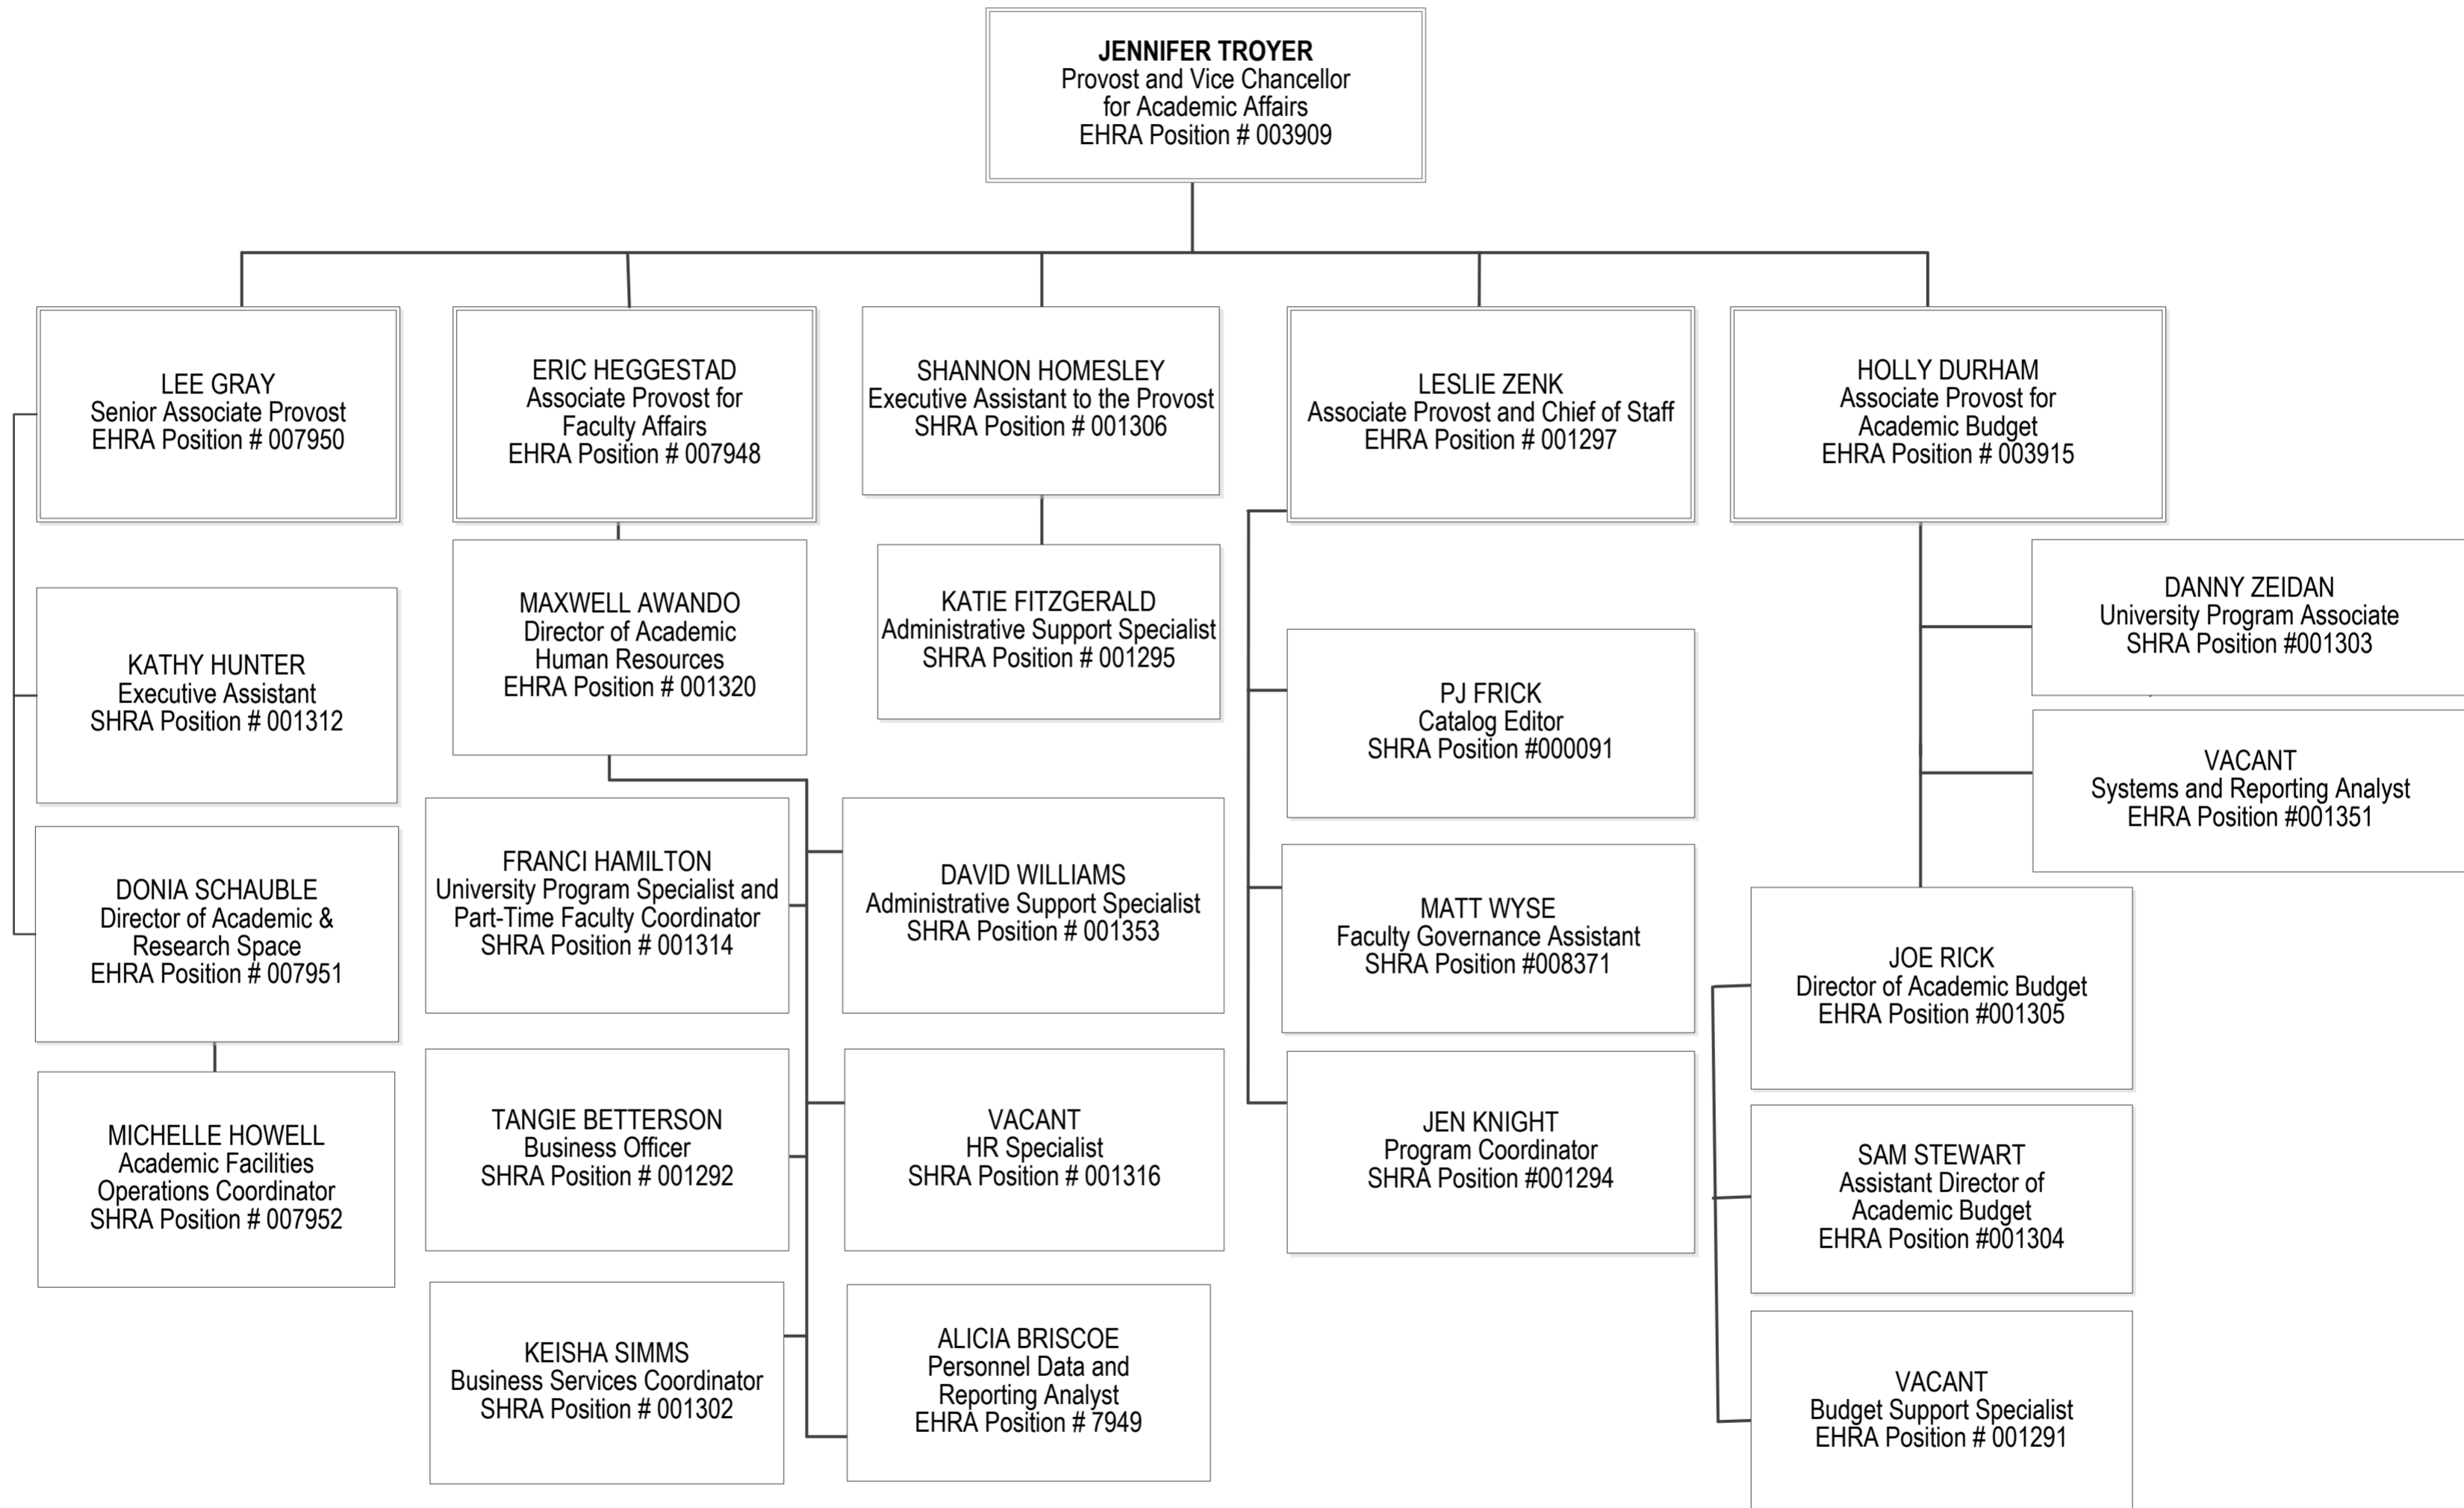 JENNIFER TROYER
Provost and Vice Chancellor
for Academic Affairs
EHRA Position # 003909
LEE GRAY
Senior Associate Provost
EHRA Position # 007950
ERIC HEGGESTAD
Associate Provost for
Faculty Affairs
EHRA Position # 007948
SHANNON HOMESLEY
Executive Assistant to the Provost
SHRA Position # 001306
LESLIE ZENK
Associate Provost and Chief of Staff
EHRA Position # 001297
HOLLY DURHAM
Associate Provost for
Academic Budget
EHRA Position # 003915
KATHY HUNTER
Executive Assistant
SHRA Position # 001312
MAXWELL AWANDO
Director of Academic
Human Resources
EHRA Position # 001320
KATIE FITZGERALD
Administrative Support Specialist
SHRA Position # 001295
PJ FRICK
Catalog Editor
SHRA Position #000091
DANNY ZEIDAN
University Program Associate
SHRA Position #001303
VACANT
Systems and Reporting Analyst
EHRA Position #001351
DONIA SCHAUBLE
Director of Academic &
Research Space
EHRA Position # 007951
FRANCI HAMILTON
University Program Specialist and
Part-Time Faculty Coordinator
SHRA Position # 001314
DAVID WILLIAMS
Administrative Support Specialist
SHRA Position # 001353
MATT WYSE
Faculty Governance Assistant
SHRA Position #008371
JOE RICK
Director of Academic Budget
EHRA Position #001305
MICHELLE HOWELL
Academic Facilities
Operations Coordinator
SHRA Position # 007952
TANGIE BETTERSON
Business Officer
SHRA Position # 001292
VACANT
HR Specialist
SHRA Position # 001316
JEN KNIGHT
Program Coordinator
SHRA Position #001294
SAM STEWART
Assistant Director of
Academic Budget
EHRA Position #001304
KEISHA SIMMS
Business Services Coordinator
SHRA Position # 001302
ALICIA BRISCOE
Personnel Data and
Reporting Analyst
EHRA Position # 7949
VACANT
Budget Support Specialist
EHRA Position # 001291